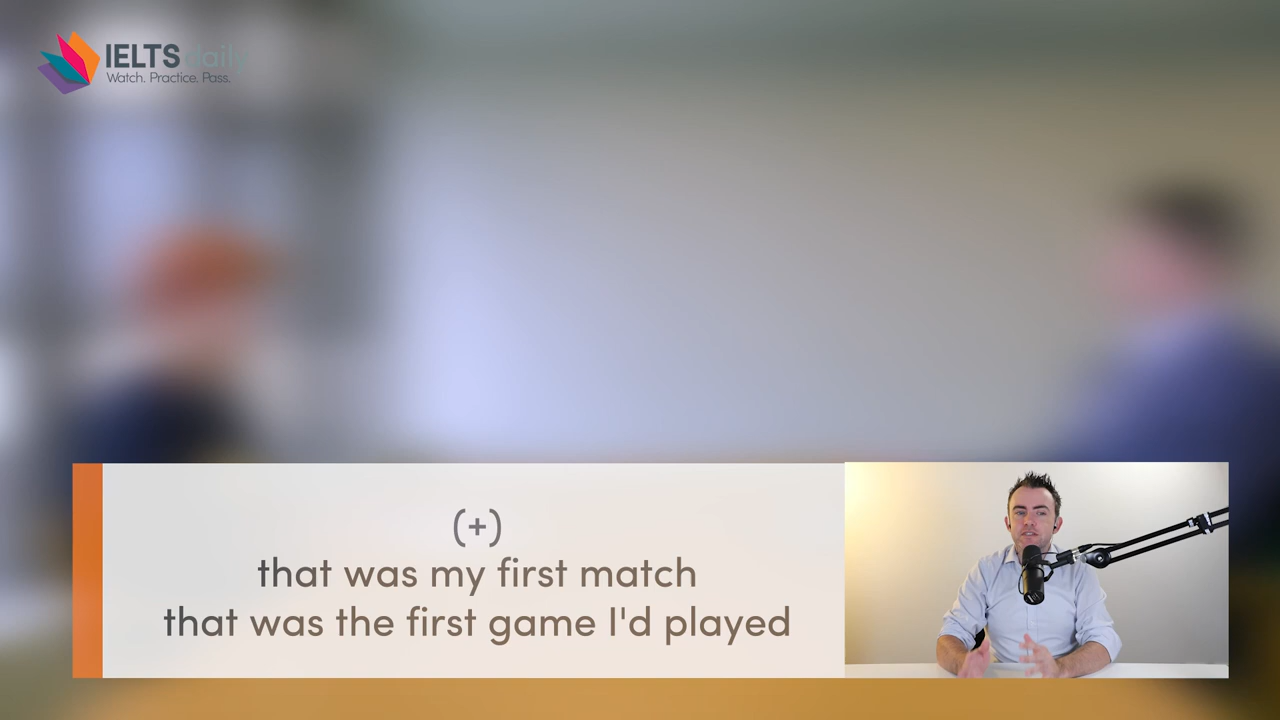 IELTS daily
Watch. Practice. Pass.
(+)
that was my first match
that was the first game I'd played